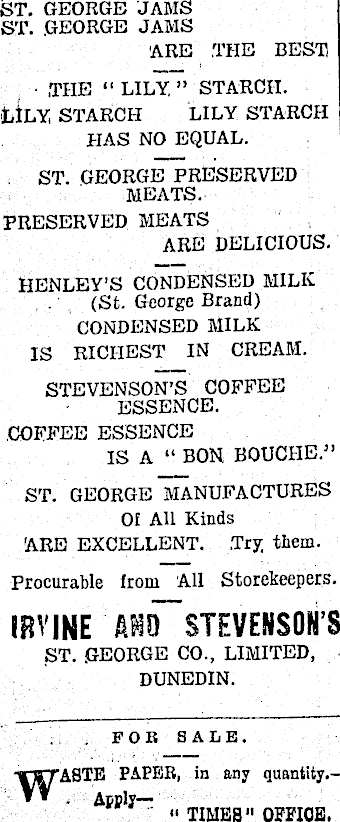 ST. GEORGE JAMS
ST. GEORGE JAMS
ARE THE BEST
THE "LILY" STARCH.
LILY STARCH LILY STARCH
HAS NO EQUAL.
ST. GEORGE PRESERVED
MEATS.
PRESERVED MEATS
ARE DELICIOUS.
HENLEY'S CONDENSED MILK
(St. George Brand)
CONDENSED MILK
IS RICHEST IN CREAM.
STEVENSON'S COFFEE
ESSENCE.
COFFEE ESSENCE
IS A "BON BOUCHE."
ST. GEORGE MANUFACTURES
Of All Kinds
ARE EXCELLENT. Try them.
Procurable from All Storekeepers.
IRVINE AND STEVENSON'S
ST. GEORGE CO., LIMITED,
DUNEDIN.
FOR SALE.
WASTE PAPER, in any quantity.—
Apply—
"TIMES" OFFICE.